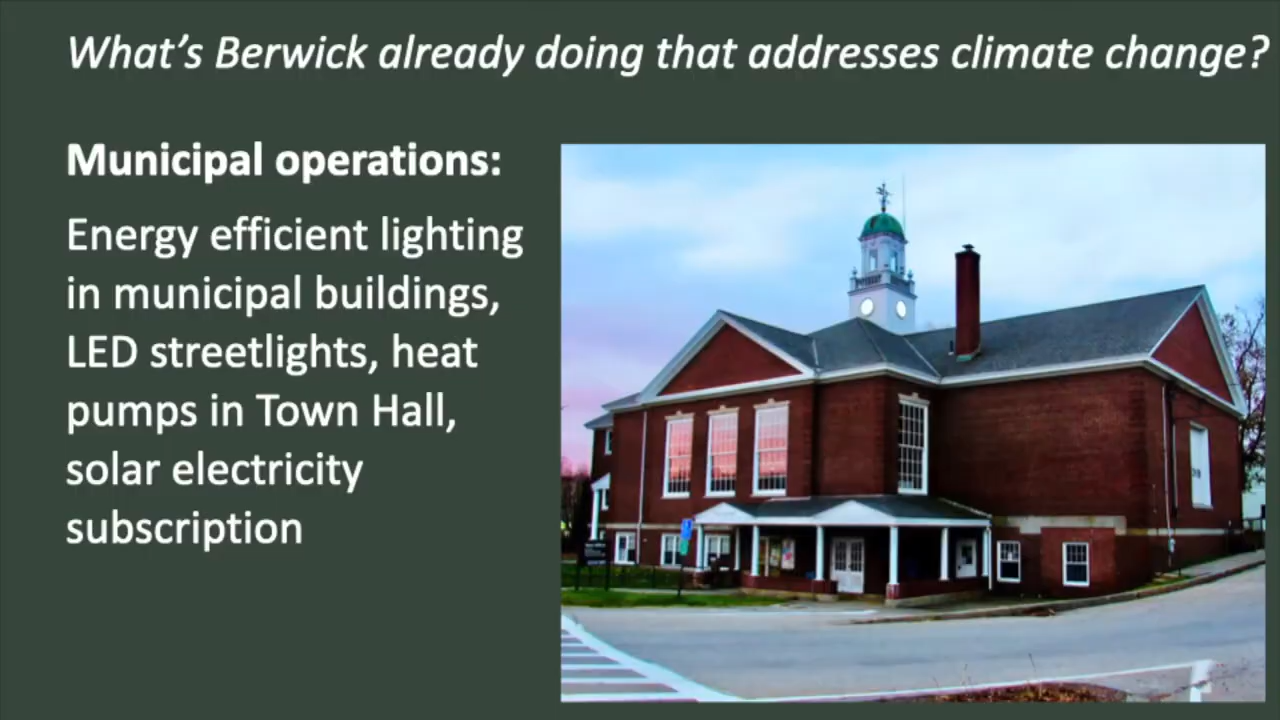 What's Berwick already doing that addresses climate change?
Municipal operations:
Energy efficient lighting
in municipal buildings,
LED streetlights, heat
pumps in Town Hall,
solar electricity
subscription